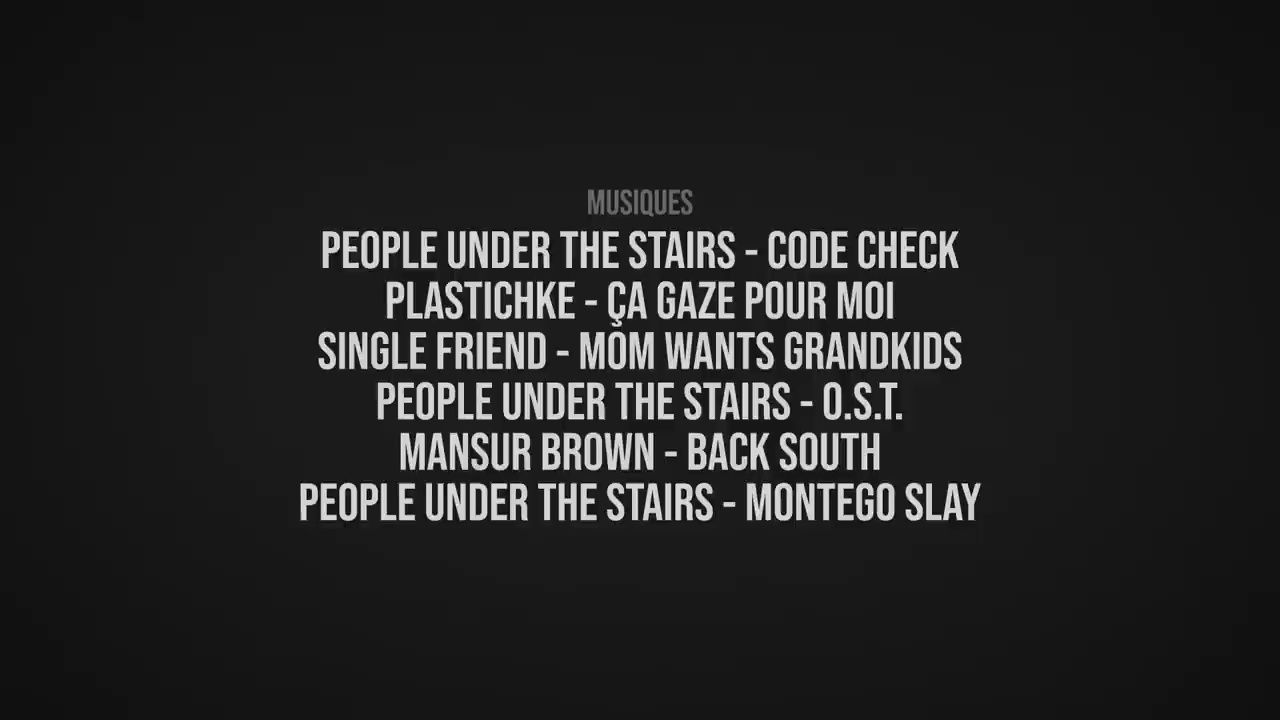 MUSIQUES
PEOPLE UNDER THE STAIRS - CODE CHECK
PLASTICHKE - ÇA GAZE POUR MOI
SINGLE FRIEND - MOM WANTS GRANDKIDS
PEOPLE UNDER THE STAIRS - O.S.T.
MANSUR BROWN - BACK SOUTH
PEOPLE UNDER THE STAIRS - MONTEGO SLAY